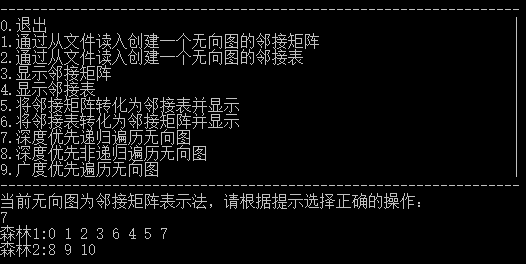 0.退出
1.通过从文件读入创建一个无向图的邻接矩阵
2.通过从文件读入创建一个无向图的邻接表
3.显示邻接矩阵
4.显示邻接表
5.将邻接矩阵转化为邻接表并显示
6.将邻接表转化为邻接矩阵并显示
7.深度优先递归遍历无向图
8.深度优先非递归遍历无向图
9.广度优先遍历无向图
当前无向图为邻接矩阵表示法，请根据提示选择正确的操作：
7
森林1:0 1 2 3 6 4 5 7
森林2:8 9 10